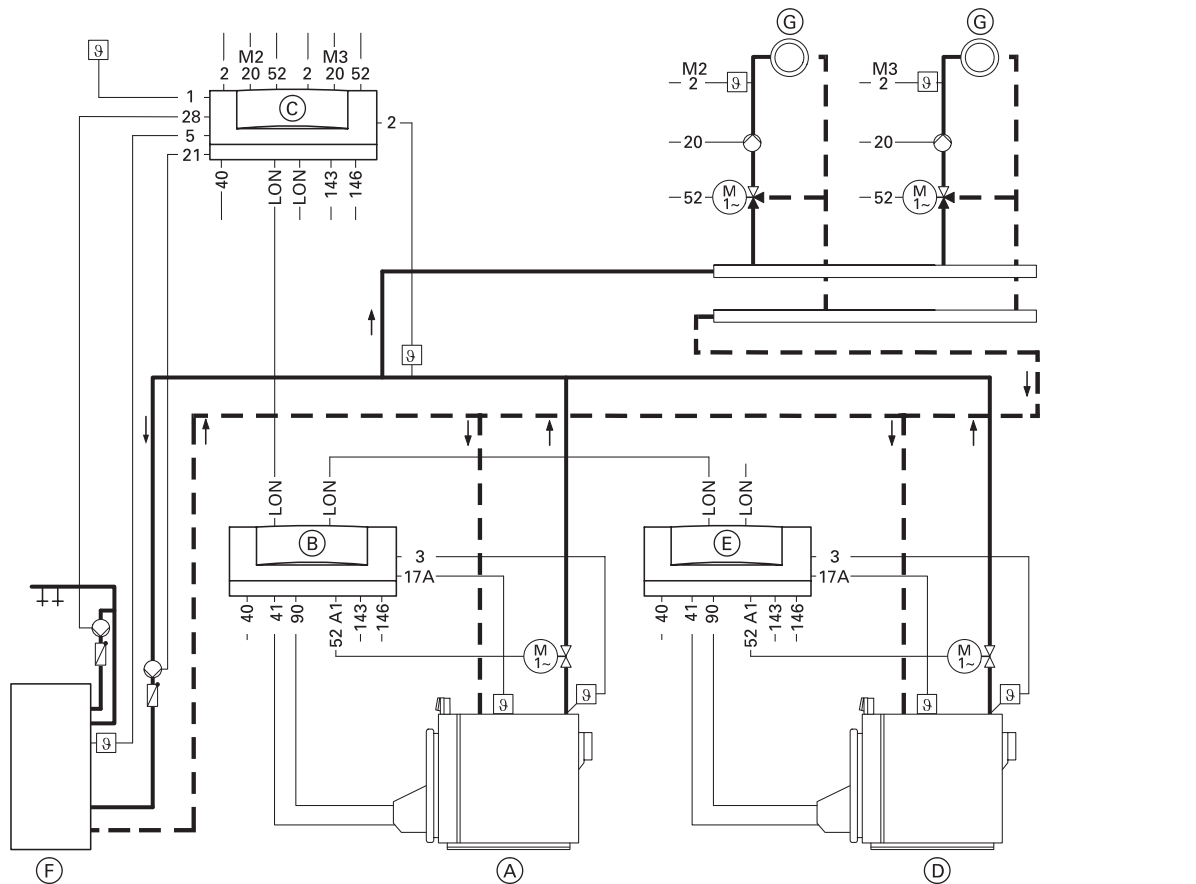 G G
ϑ
M2 M3
2 20 52 2 20 52
M2
2 ϑ
M3
2 ϑ
1
28
5
21
C
2
20 20
40 LON LON 143 146
52 M 1~
52 M 1~
ϑ
LON LON LON LON
B E
3 3
17A 17A
40 41 90 52 A1 143 146
40 41 90 52 A1 143 146
M 1~
M 1~
ϑ ϑ
ϑ ϑ
ϑ
F A D